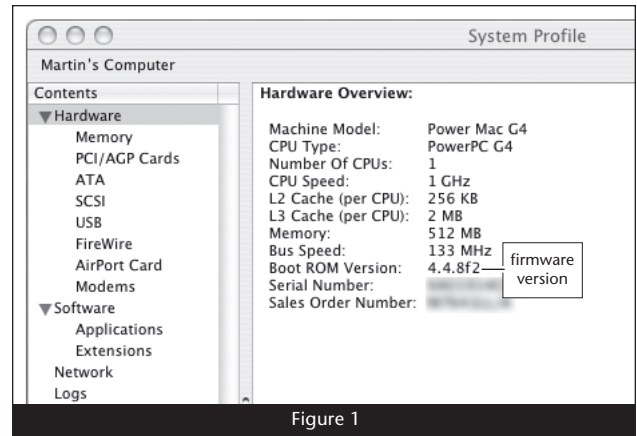 System Profile
Martin's Computer
Contents
Hardware
Memory
PCI/AGP Cards
ATA
SCSI
USB
FireWire
AirPort Card
Modems
Software
Applications
Extensions
Network
Logs
Hardware Overview:
Machine Model: Power Mac G4
CPU Type: PowerPC G4
Number Of CPUs: 1
CPU Speed: 1 GHz
L2 Cache (per CPU): 256 KB
L3 Cache (per CPU): 2 MB
Memory: 512 MB
Bus Speed: 133 MHz
Boot ROM Version: 4.4.8f2
Serial Number:
Sales Order Number:
firmware
version
Figure 1